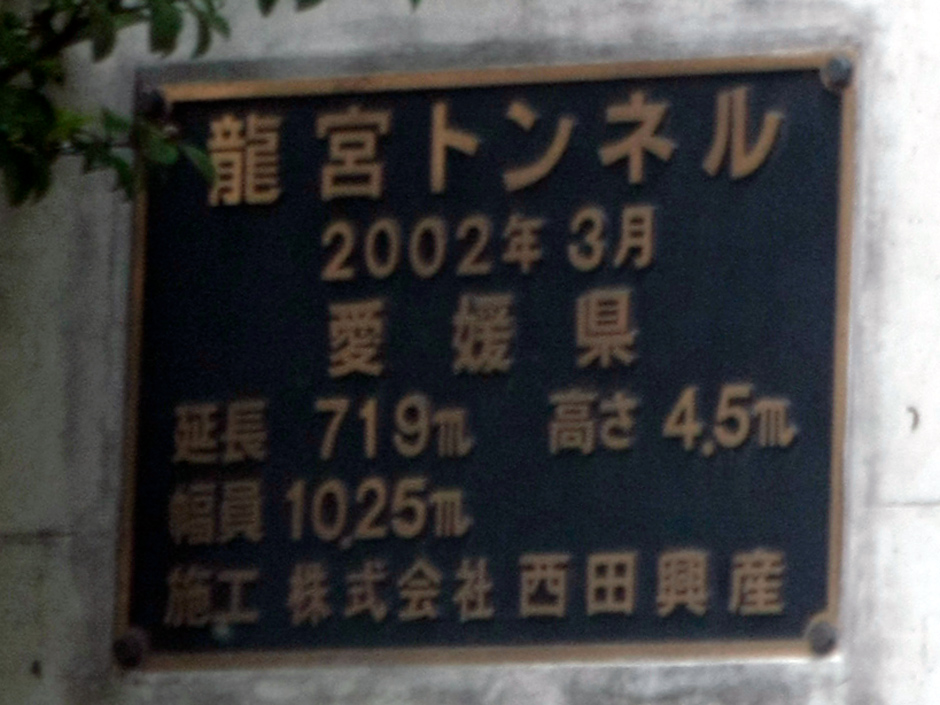 龍宮トンネル
2002年3月
愛媛県
延長 719m 高さ 4.5m
幅員 10.25m
施工 株式会社 西田興産